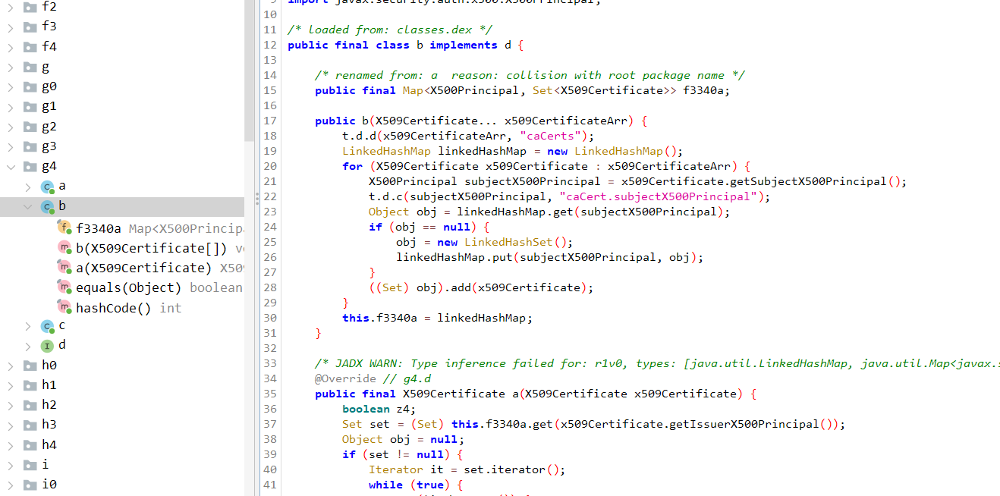 f2
f3
f4
g
g0
g1
g2
g3
g4
a
b
f3340a Map<X500Princip
b(X509Certificate[]) v
a(X509Certificate) X50
equals(Object) boolean
hashCode() int
c
d
h0
h1
h2
h3
h4
i
i0
9 import javax.security.auth.x500.X500Principal;
10
11 /* loaded from: classes.dex */
12 public final class b implements d {
13
14 /* renamed from: a  reason: collision with root package name */
15 public final Map<X500Principal, Set<X509Certificate>> f3340a;
16
17 public b(X509Certificate... x509CertificateArr) {
18 t.d.d(x509CertificateArr, "caCerts");
19 LinkedHashMap linkedHashMap = new LinkedHashMap();
20 for (X509Certificate x509Certificate : x509CertificateArr) {
21 X500Principal subjectX500Principal = x509Certificate.getSubjectX500Principal();
22 t.d.c(subjectX500Principal, "caCert.subjectX500Principal");
23 Object obj = linkedHashMap.get(subjectX500Principal);
24 if (obj == null) {
25 obj = new LinkedHashSet();
26 linkedHashMap.put(subjectX500Principal, obj);
27 }
28 ((Set) obj).add(x509Certificate);
29 }
30 this.f3340a = linkedHashMap;
31 }
32
33 /* JADX WARN: Type inference failed for: r1v0, types: [java.util.LinkedHashMap, java.util.Map<javax.s
34 @Override // g4.d
35 public final X509Certificate a(X509Certificate x509Certificate) {
36 boolean z4;
37 Set set = (Set) this.f3340a.get(x509Certificate.getIssuerX500Principal());
38 Object obj = null;
39 if (set != null) {
40 Iterator it = set.iterator();
41 while (true) {